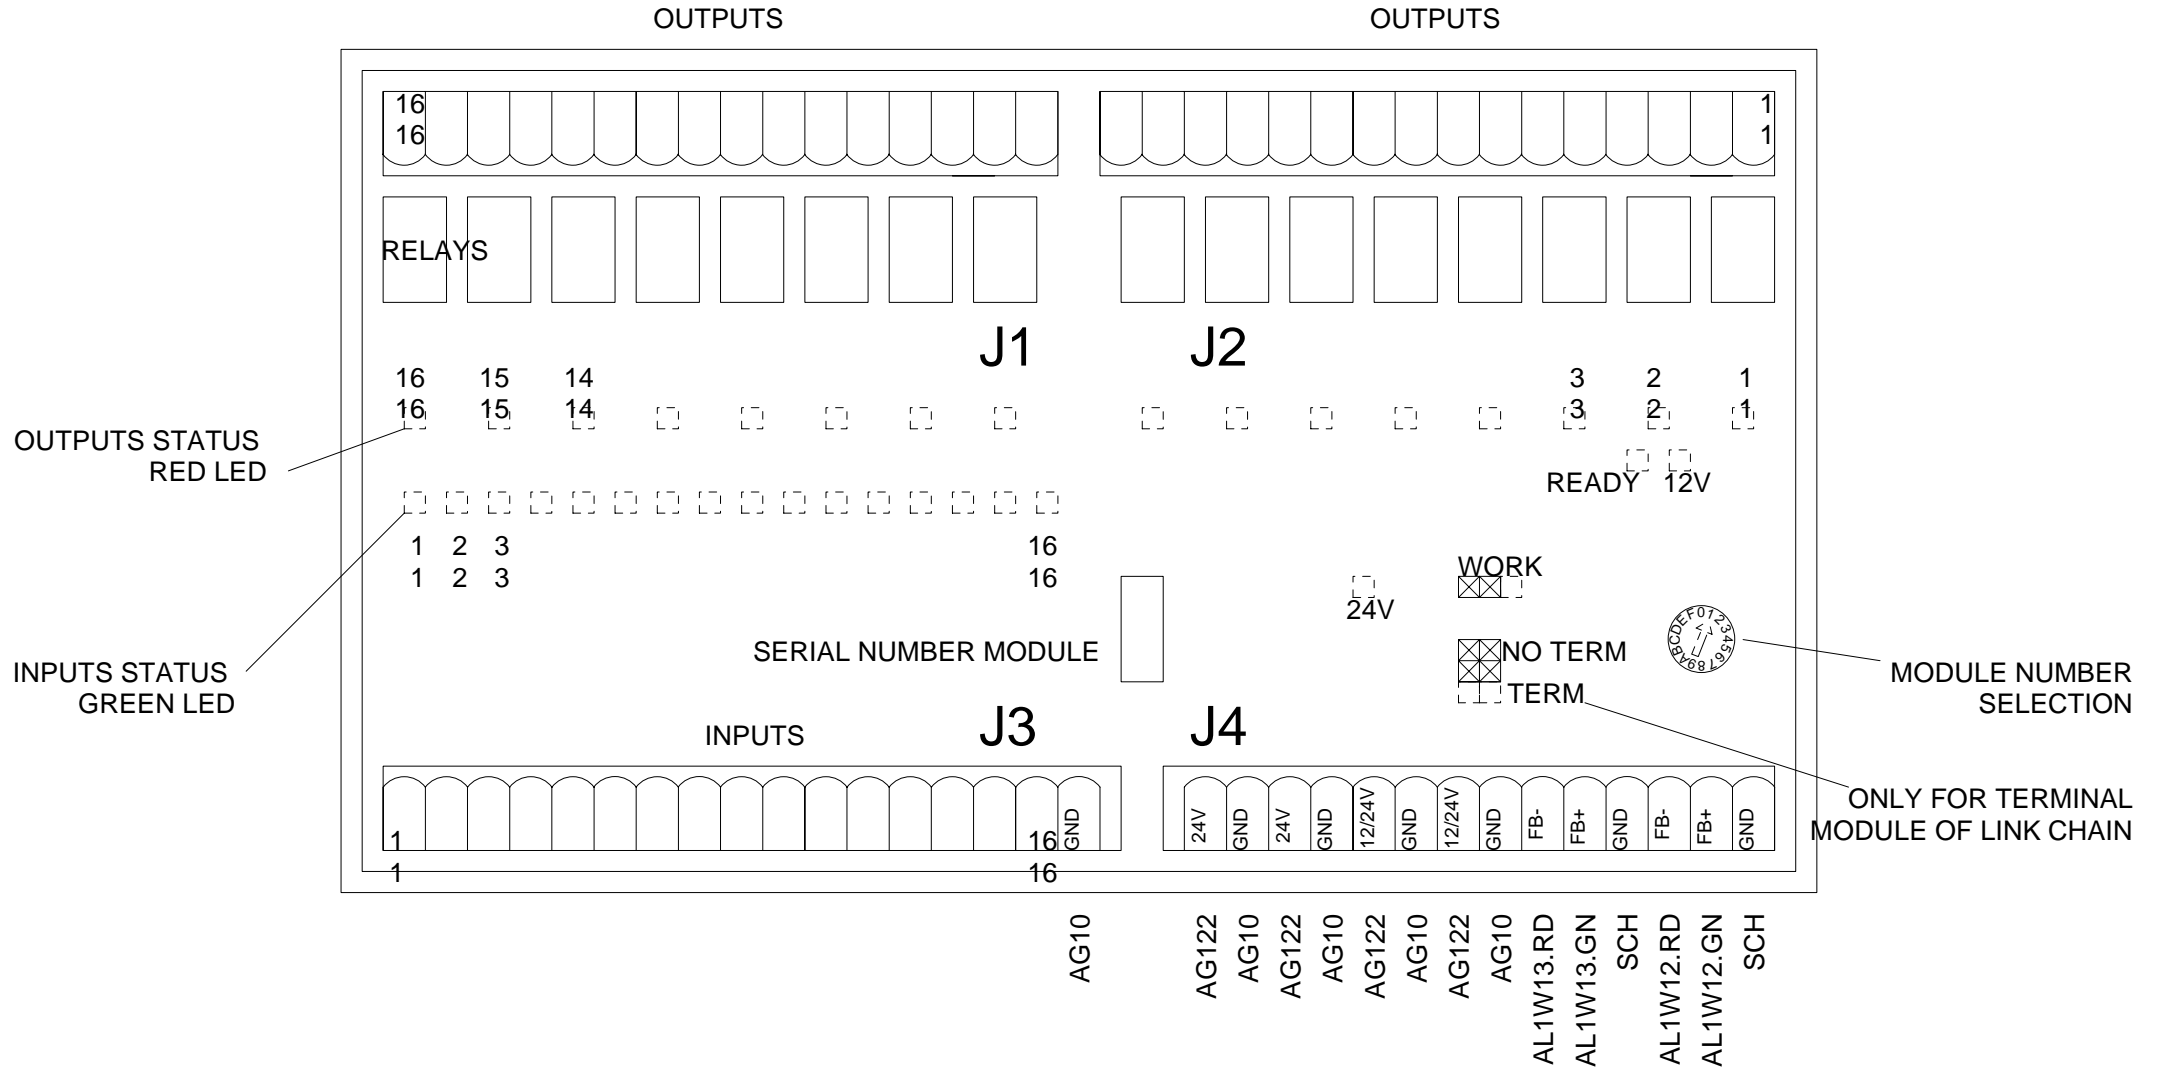 OUTPUTS OUTPUTS
16 1
16 1
RELAYS
J1 J2
16 15 14 3 2 1
16 15 14 3 2 1
OUTPUTS STATUS
RED LED
READY 12V
1 2 3 16
1 2 3 16
WORK
24V
0123456789ABCDEF
SERIAL NUMBER MODULE
NO TERM
TERM
INPUTS STATUS
GREEN LED
MODULE NUMBER
SELECTION
J3 J4
INPUTS
ONLY FOR TERMINAL
MODULE OF LINK CHAIN
1 16 GND 24V GND 24V GND 12/24V GND 12/24V GND FB- FB+ GND FB- FB+ GND
1 16
AG10 AG122 AG10 AG122 AG10 AG122 AG10 AG122 AG10 AL1W13.RD AL1W13.GN SCH AL1W12.RD AL1W12.GN SCH